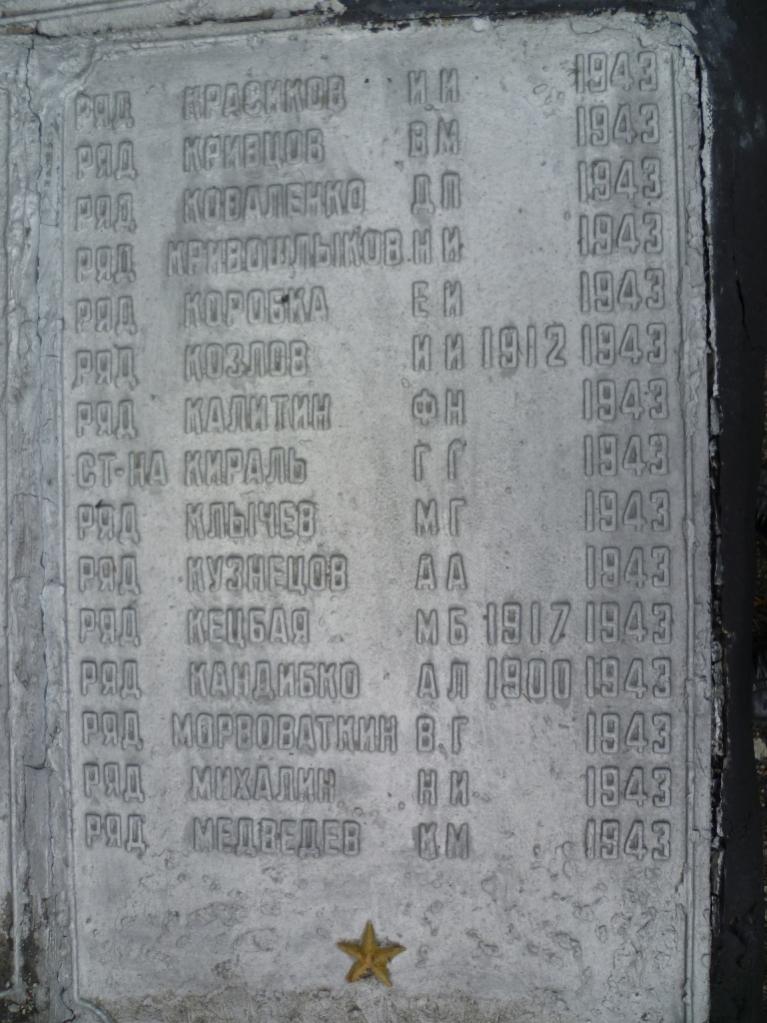 РЯД КРАСИКОВ И И 1943
РЯД КРИВЦОВ В М 1943
РЯД КОВАЛЕНКО Д П 1943
РЯД КРИВОШЛЫКОВ Н И 1943
РЯД КОРОБКА Е И 1943
РЯД КОЗЛОВ И И 1912 1943
РЯД КАЛИТИН Ф Н 1943
СТ-НА КИРАЛЬ Г Г 1943
РЯД КЛЫЧЕВ М Г 1943
РЯД КУЗНЕЦОВ А А 1943
РЯД КЕЦБАЯ М Б 1917 1943
РЯД КАНДИБКО А Л 1900 1943
РЯД МОРВОВАТКИН В Г 1943
РЯД МИХАЛИН Н И 1943
РЯД МЕДВЕДЕВ К М 1943